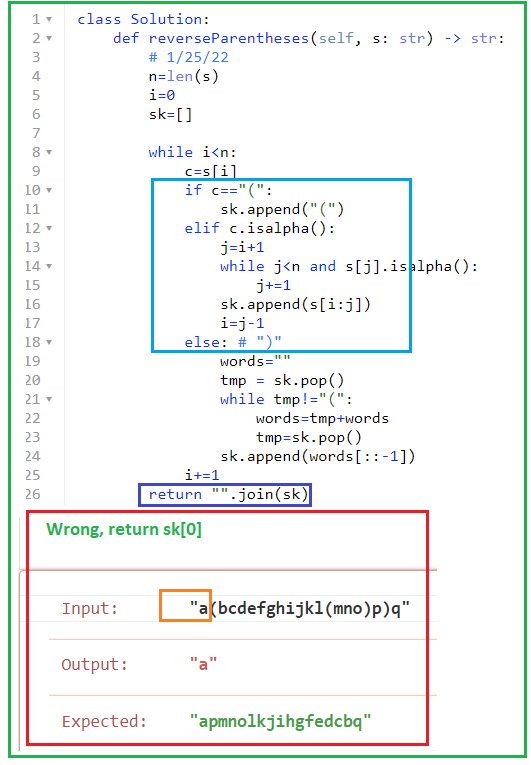 1 class Solution:
2 def reverseParentheses(self, s: str) -> str:
3 # 1/25/22
4 n=len(s)
5 i=0
6 sk=[]
7
8 while i<n:
9 c=s[i]
10 if c=="(":
11 sk.append("(")
12 elif c.isalpha():
13 j=i+1
14 while j<n and s[j].isalpha():
15 j+=1
16 sk.append(s[i:j])
17 i=j-1
18 else: # ")"
19 words=""
20 tmp = sk.pop()
21 while tmp!="(":
22 words=tmp+words
23 tmp=sk.pop()
24 sk.append(words[::-1])
25 i+=1
26 return "".join(sk)
Wrong, return sk[0]
Input: "a(bcdefghijkl(mno)p)q"
Output: "a"
Expected: "apmnolkjihgfedcbq"